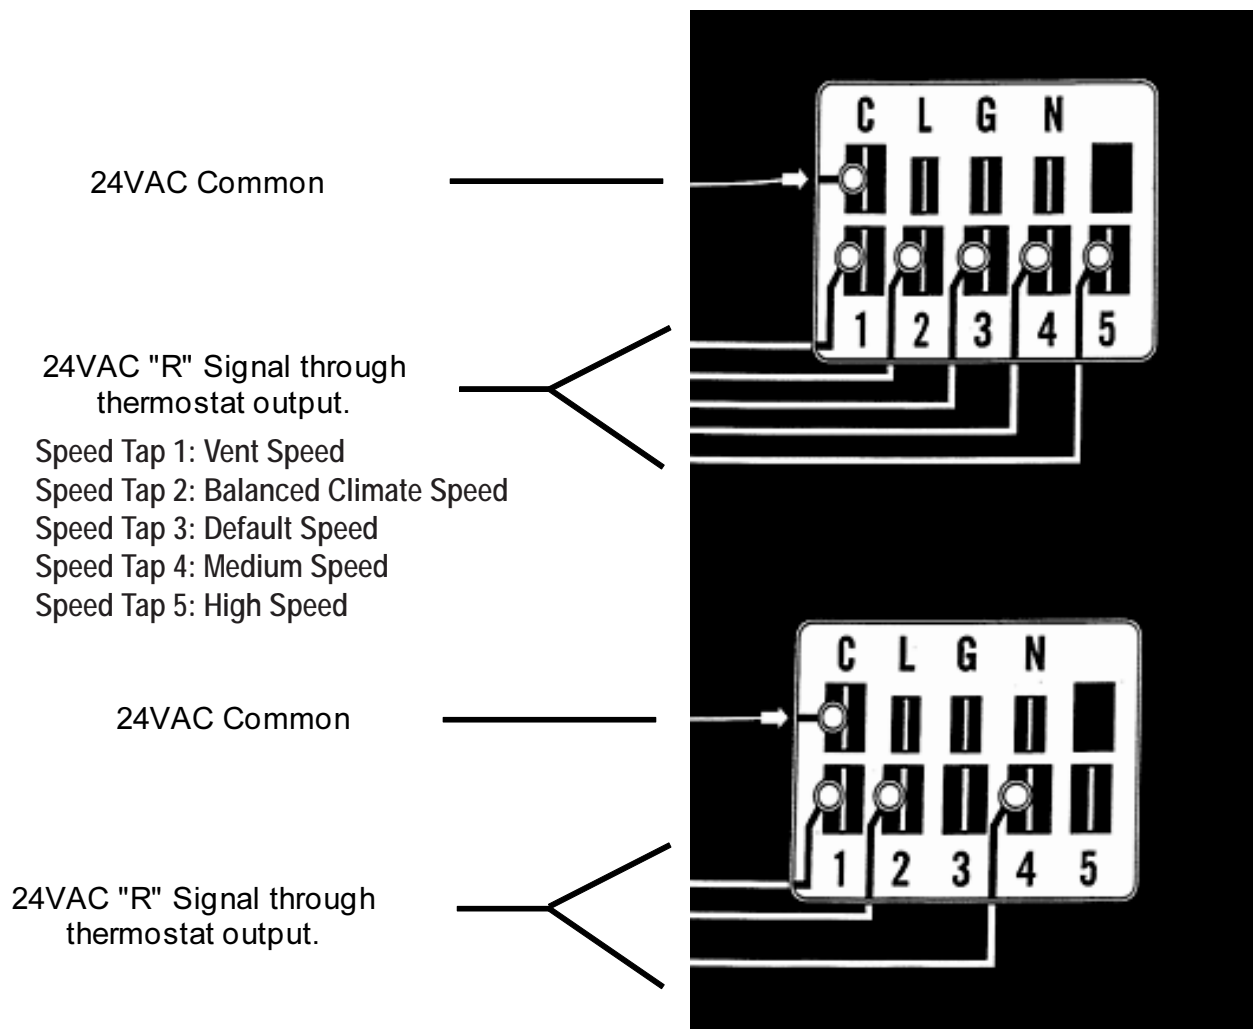 C L G N
24VAC Common
1 2 3 4 5
24VAC "R" Signal through
thermostat output.
Speed Tap 1: Vent Speed
Speed Tap 2: Balanced Climate Speed
Speed Tap 3: Default Speed
Speed Tap 4: Medium Speed
Speed Tap 5: High Speed
C L G N
24VAC Common
1 2 3 4 5
24VAC "R" Signal through
thermostat output.